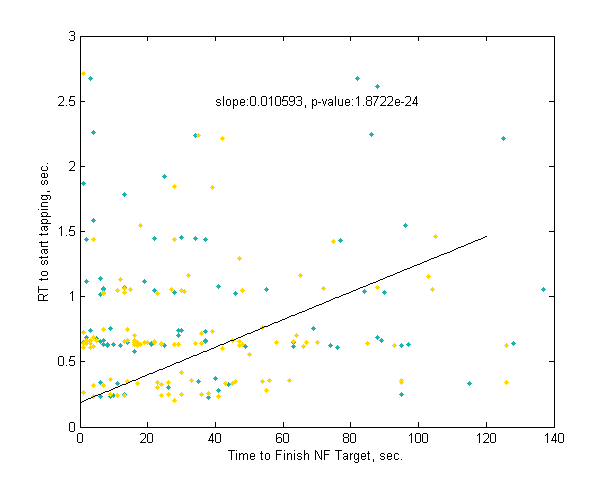 3
2.5
slope:0.010593, p-value:1.8722e-24
2
RT to start tapping, sec.
1.5
1
0.5
0
0 20 40 60 80 100 120 140
Time to Finish NF Target, sec.